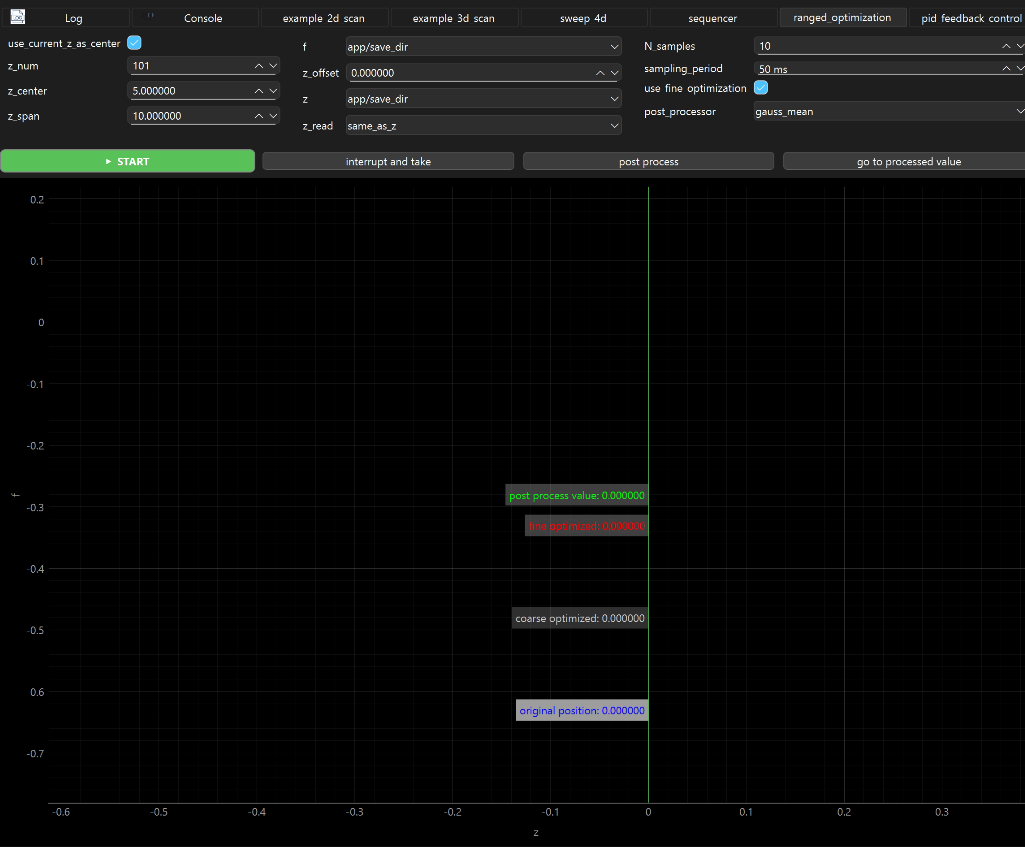 LOG
Log
Console
example 2d scan
example 3d scan
sweep 4d
sequencer
ranged_optimization
pid feedback control
use_current_z_as_center
z_num
101
z_center
5.000000
z_span
10.000000
f
app/save_dir
z_offset
0.000000
z
app/save_dir
z_read
same_as_z
N_samples
10
sampling_period
50 ms
use fine optimization
post_processor
gauss_mean
START
interrupt and take
post process
go to processed value
0.2
0.1
0
-0.1
-0.2
-0.3
-0.4
-0.5
0.6
-0.7
f
post process value: 0.000000
fine optimized: 0.000000
coarse optimized: 0.000000
original position: 0.000000
-0.6
-0.5
-0.4
-0.3
-0.2
-0.1
0
0.1
0.2
0.3
z